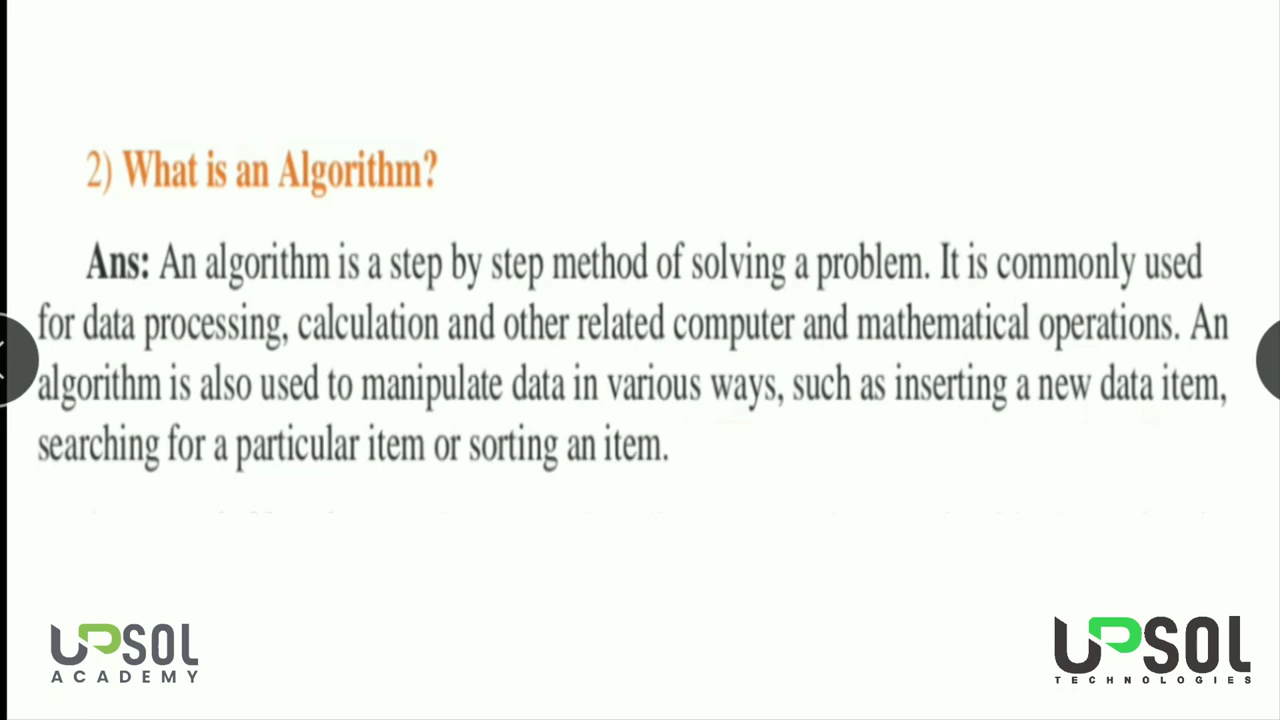 2) What is an Algorithm?
Ans: An algorithm is a step by step method of solving a problem. It is commonly used
for data processing, calculation and other related computer and mathematical operations. An
algorithm is also used to manipulate data in various ways, such as inserting a new data item,
searching for a particular item or sorting an item.
UPSOL
ACADEMY
UPSOL
TECHNOLOGIES